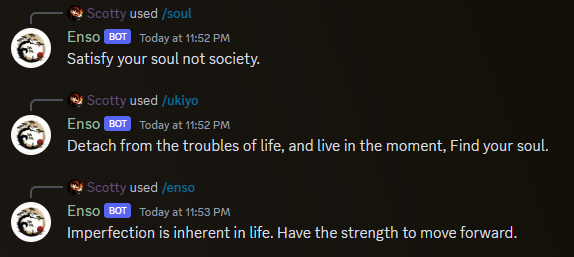 Scotty used /soul
Enso BOT Today at 11:52 PM
Satisfy your soul not society.
Scotty used /ukiyo
Enso BOT Today at 11:52 PM
Detach from the troubles of life, and live in the moment, Find your soul.
Scotty used /enso
Enso BOT Today at 11:53 PM
Imperfection is inherent in life. Have the strength to move forward.